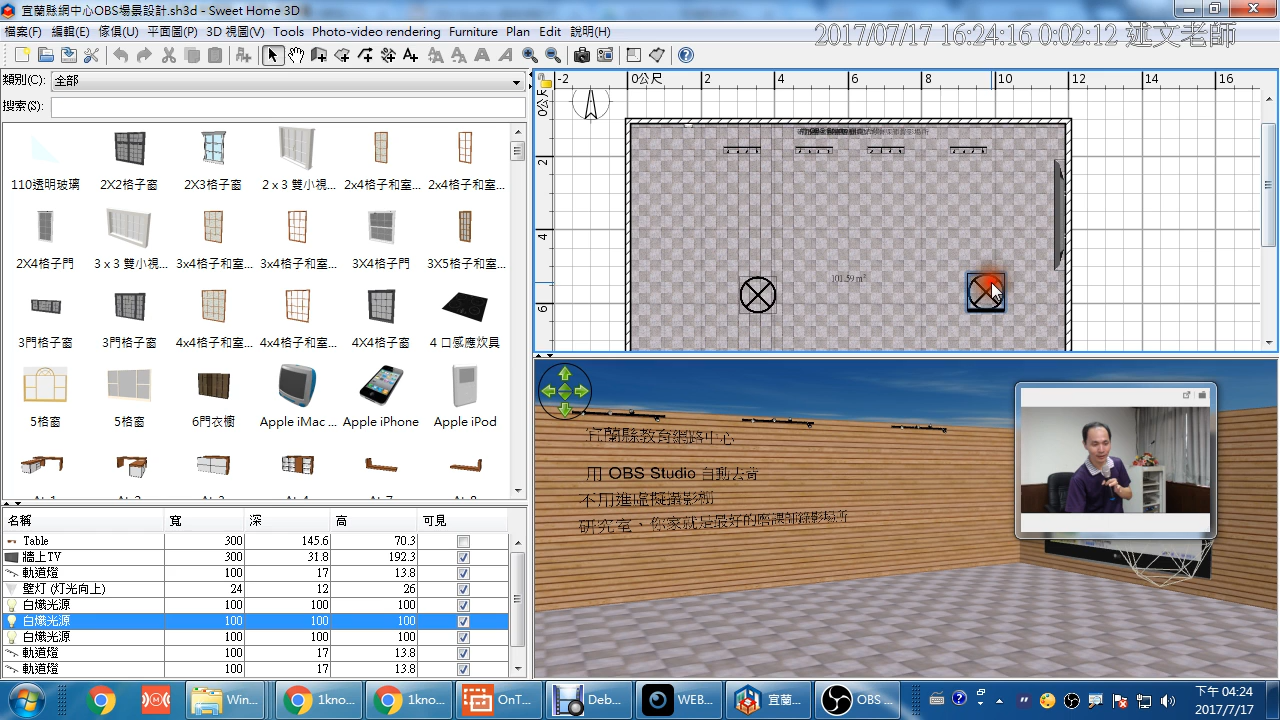 宜蘭縣網中心OBS場景設計.sh3d - Sweet Home 3D
檔案(F) 編輯(E) 傢俱(U) 平面圖(P) 3D 視圖(V) Tools Photo-video rendering Furniture Plan Edit 說明(H)
2017/07/17 16:24:16 0:02:12 述文老師
類別(C): 全部
搜索(S):
110透明玻璃 2X2格子窗 2X3格子窗 2 x 3 雙小視... 2x4格子和室... 2x4格子和室...
2X4格子門 3 x 3 雙小視... 3x4格子和室... 3x4格子和室... 3X4格子門 3X5格子和室...
3門格子窗 3門格子窗 4x4格子和室... 4x4格子和室... 4X4格子窗 4 口感應炊具
5格窗 5格窗 6門衣櫥 Apple iMac ... Apple iPhone Apple iPod
名稱 寬 深 高 可見
Table 300 145.6 70.3
牆上TV 300 31.8 192.3
軌道燈 100 17 13.8
壁灯 (灯光向上) 24 12 26
白熾光源 100 100 100
白熾光源 100 100 100
白熾光源 100 100 100
軌道燈 100 17 13.8
軌道燈 100 17 13.8
-2 0公尺 2 4 6 8 10 12 14 16
0公尺 2 4 6
101.59 m²
宜蘭縣教育網路中心
用 OBS Studio 自動去背
不用進虛擬攝影棚
研究室、您家就是最好的磨課師錄影場所
Win... 1kno... 1kno... OnT... Deb... WEB... 宜蘭... OBS ...
下午 04:24
2017/7/17